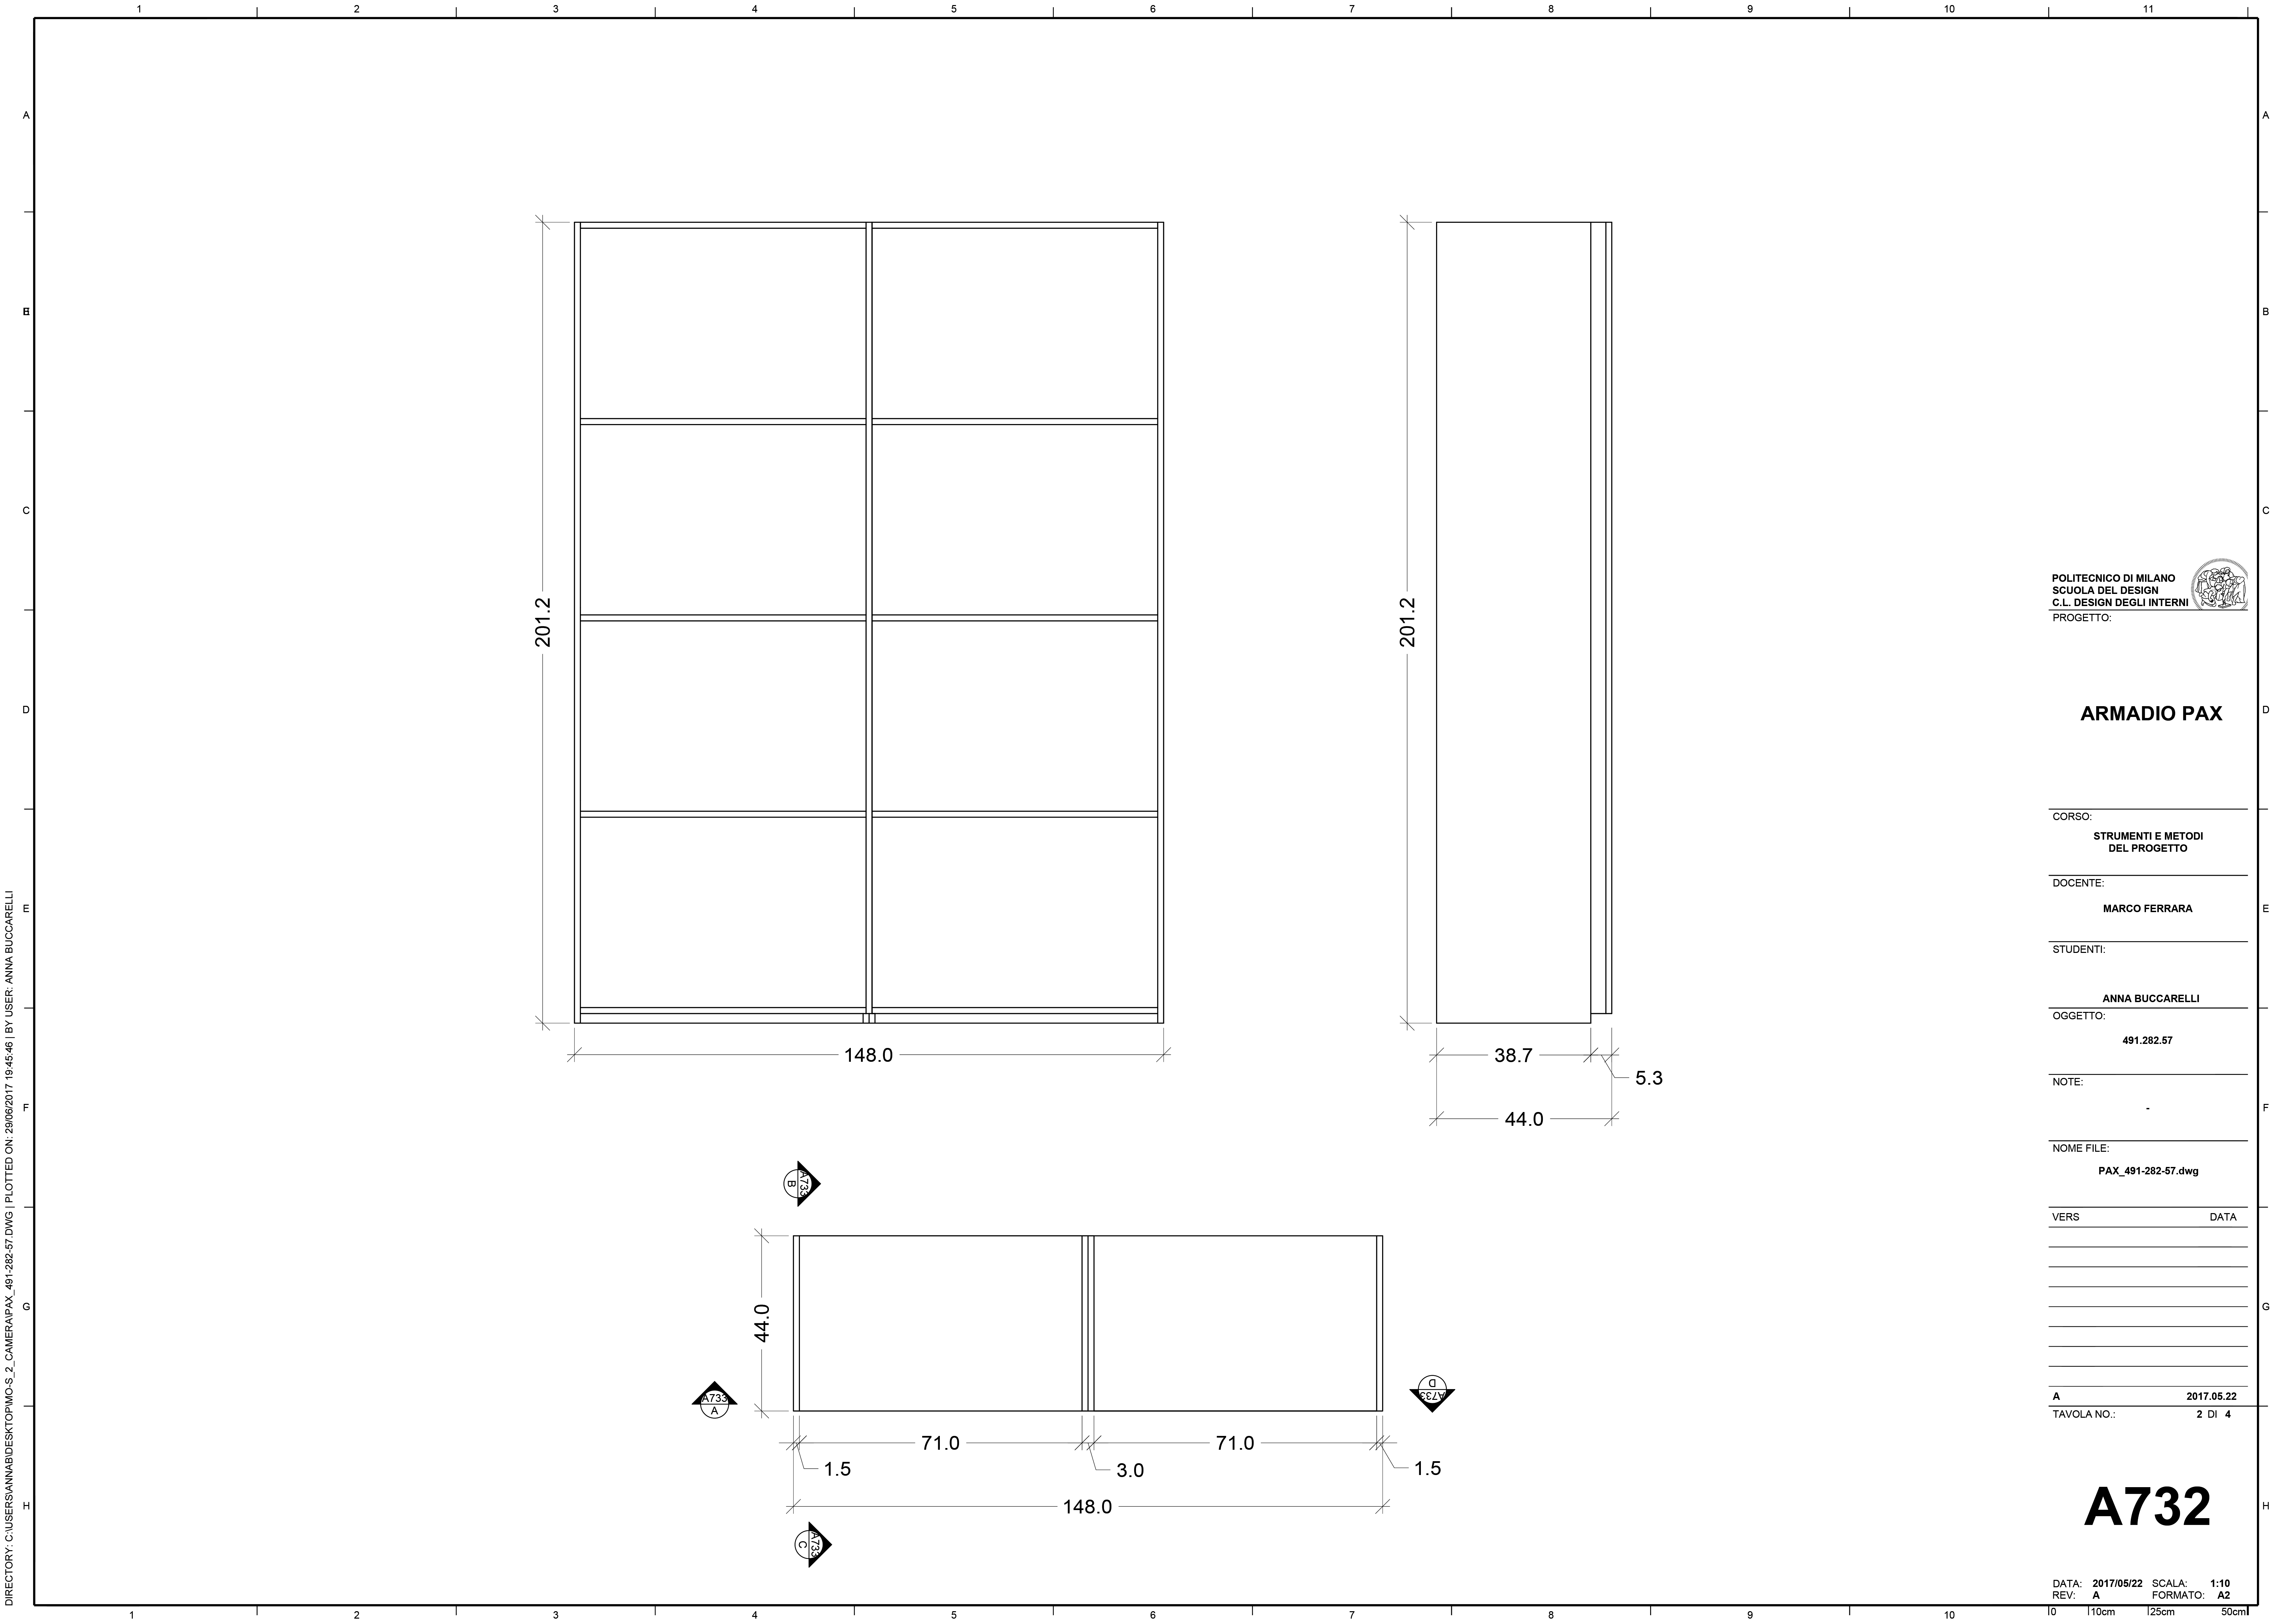 1 2 3 4 5 6 7 8 9 10 11
A
B
C
D
E
F
G
H
A
B
C
D
E
F
G
H
DIRECTORY: C:\USERS\ANNAB\DESKTOP\MO-S_2_CAMERA\PAX_491-282-57.DWG | PLOTTED ON: 29/06/2017 19:45:46 | BY USER: ANNA BUCCARELLI
201.2
148.0
201.2
38.7
5.3
44.0
A733
B
44.0
A733
A
A733
D
71.0
71.0
1.5
3.0
1.5
148.0
A733
C
POLITECNICO DI MILANO
SCUOLA DEL DESIGN
C.L. DESIGN DEGLI INTERNI
PROGETTO:
ARMADIO PAX
CORSO:
STRUMENTI E METODI
DEL PROGETTO
DOCENTE:
MARCO FERRARA
STUDENTI:
ANNA BUCCARELLI
OGGETTO:
491.282.57
NOTE:
-
NOME FILE:
PAX_491-282-57.dwg
VERS DATA
A 2017.05.22
TAVOLA NO.: 2 DI 4
A732
DATA: 2017/05/22 SCALA: 1:10
REV: A FORMATO: A2
0 10cm 25cm 50cm
1 2 3 4 5 6 7 8 9 10